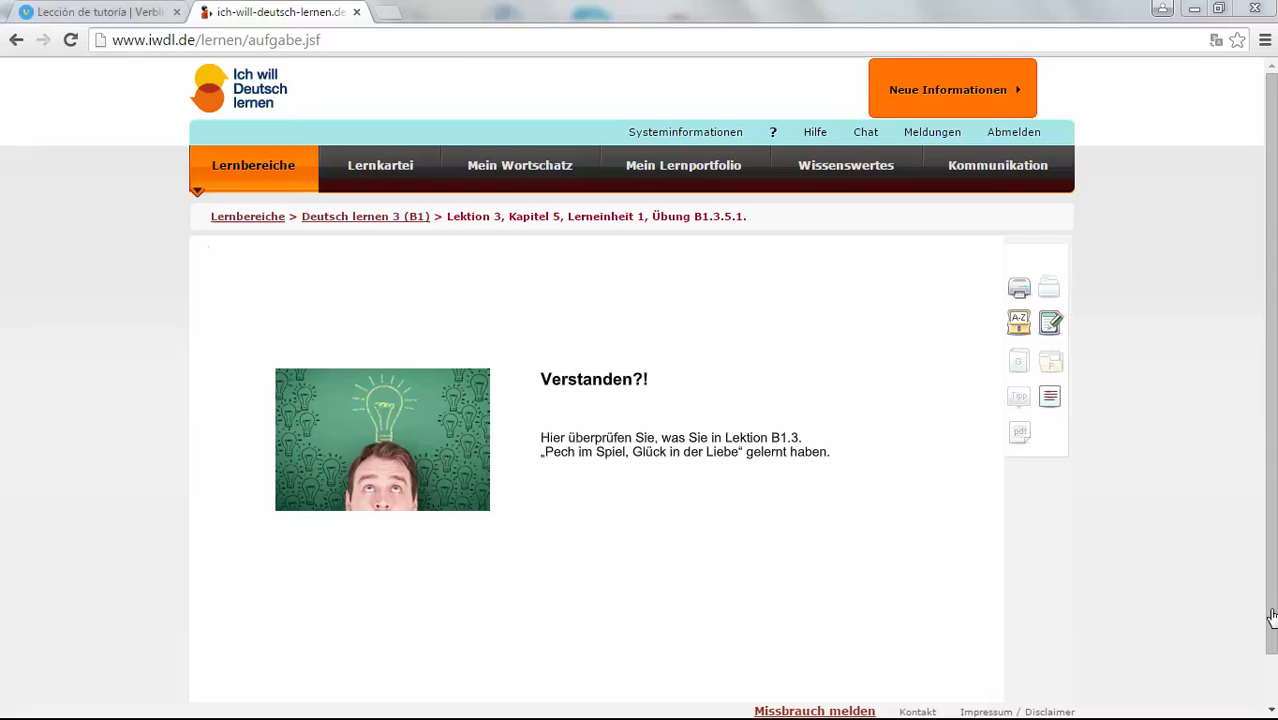 Lección de tutoría | Verbli
ich-will-deutsch-lernen.de
www.iwdl.de/lernen/aufgabe.jsf
Ich will
Deutsch
lernen
Neue Informationen
Systeminformationen ? Hilfe Chat Meldungen Abmelden
Lernbereiche Lernkartei Mein Wortschatz Mein Lernportfolio Wissenswertes Kommunikation
Lernbereiche > Deutsch lernen 3 (B1) > Lektion 3, Kapitel 5, Lerneinheit 1, Übung B1.3.5.1.
A-Z
G P
Tipp
pdf
Verstanden?!
Hier überprüfen Sie, was Sie in Lektion B1.3.
„Pech im Spiel, Glück in der Liebe“ gelernt haben.
Missbrauch melden Kontakt Impressum / Disclaimer